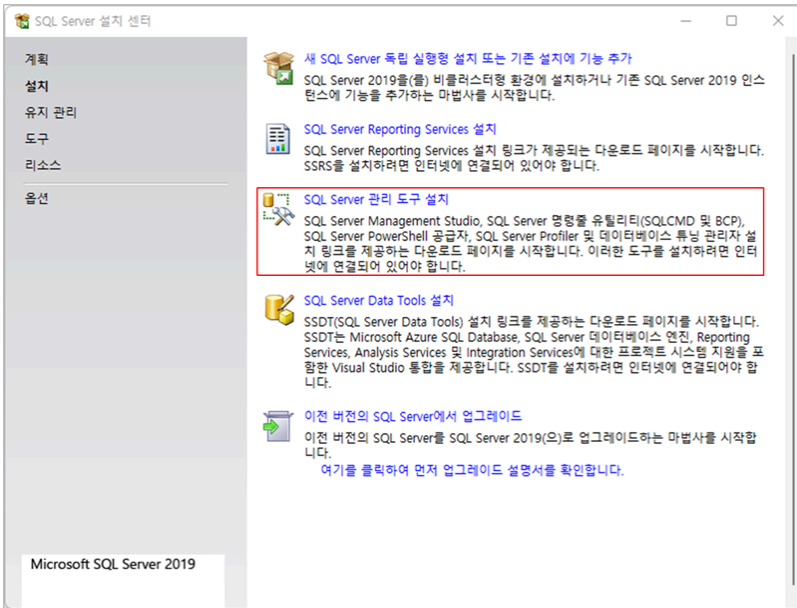 SQL Server 설치 센터
계획
설치
유지 관리
도구
리소스
옵션
새 SQL Server 독립 실행형 설치 또는 기존 설치에 기능 추가
SQL Server 2019을(를) 비클러스터형 환경에 설치하거나 기존 SQL Server 2019 인스
턴스에 기능을 추가하는 마법사를 시작합니다.
SQL Server Reporting Services 설치
SQL Server Reporting Services 설치 링크가 제공되는 다운로드 페이지를 시작합니다.
SSRS을 설치하려면 인터넷에 연결되어 있어야 합니다.
SQL Server 관리 도구 설치
SQL Server Management Studio, SQL Server 명령줄 유틸리티(SQLCMD 및 BCP),
SQL Server PowerShell 공급자, SQL Server Profiler 및 데이터베이스 튜닝 관리자 설
치 링크를 제공하는 다운로드 페이지를 시작합니다. 이러한 도구를 설치하려면 인터
넷에 연결되어 있어야 합니다.
SQL Server Data Tools 설치
SSDT(SQL Server Data Tools) 설치 링크를 제공하는 다운로드 페이지를 시작합니다.
SSDT는 Microsoft Azure SQL Database, SQL Server 데이터베이스 엔진, Reporting
Services, Analysis Services 및 Integration Services에 대한 프로젝트 시스템 지원을 포
함한 Visual Studio 통합을 제공합니다. SSDT를 설치하려면 인터넷에 연결되어야 합
니다.
이전 버전의 SQL Server에서 업그레이드
이전 버전의 SQL Server를 SQL Server 2019(으)로 업그레이드하는 마법사를 시작합
니다.
여기를 클릭하여 먼저 업그레이드 설명서를 확인합니다.
Microsoft SQL Server 2019